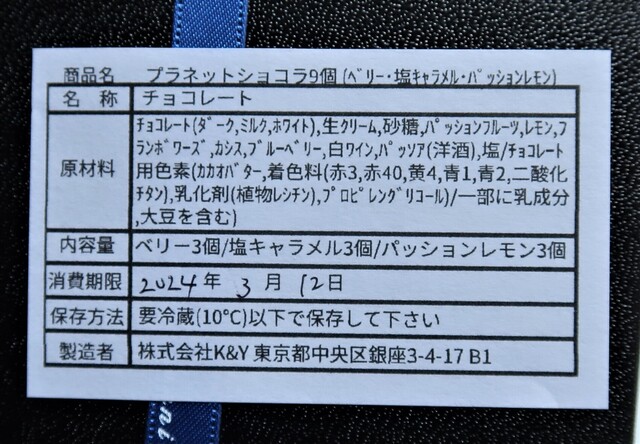 商品名 プラネットショコラ9個(ﾍﾞﾘｰ・塩ｷｬﾗﾒﾙ・ﾊﾟｯｼｮﾝﾚﾓﾝ)
名 称 チョコレート
原材料 ﾁｮｺﾚｰﾄ(ﾀﾞｰｸ,ﾐﾙｸ,ﾎﾜｲﾄ),生ｸﾘｰﾑ,砂糖,ﾊﾟｯｼｮﾝﾌﾙｰﾂ,ﾚﾓﾝ,ﾌ
ﾗﾝﾎﾞﾜｰｽﾞ,ｶｼｽ,ﾌﾞﾙｰﾍﾞﾘｰ,白ﾜｲﾝ,ﾊﾟｯｿｱ(洋酒),塩/ﾁｮｺﾚｰﾄ
用色素(ｶｶｵﾊﾞﾀｰ,着色料(赤3,赤40,黄4,青1,青2,二酸化
ﾁﾀﾝ),乳化剤(植物ﾚｼﾁﾝ),ﾌﾟﾛﾋﾟﾚﾝｸﾞﾘｺｰﾙ)/一部に乳成分
,大豆を含む)
内容量 ベリー3個/塩キャラメル3個/パッションレモン3個
消費期限 2024年 3月 12日
保存方法 要冷蔵(10℃)以下で保存して下さい
製造者 株式会社K&Y 東京都中央区銀座3-4-17 B1
ni